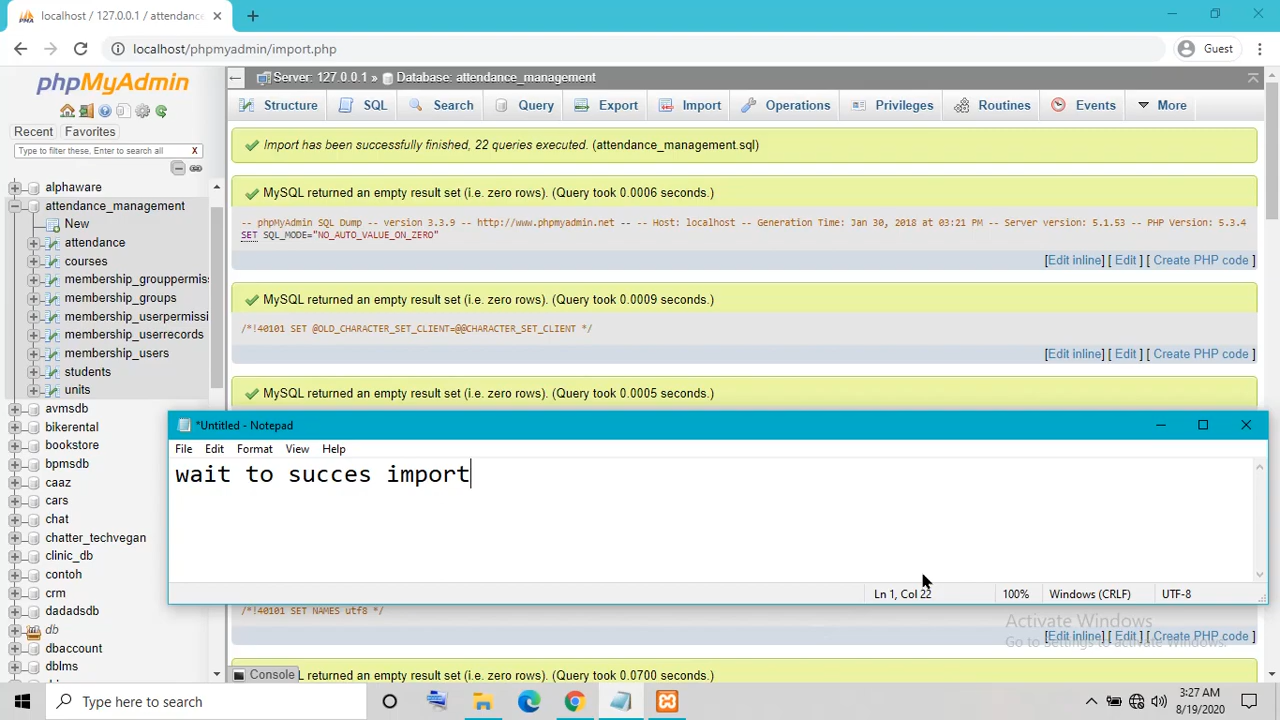 localhost / 127.0.0.1 / attendanc
localhost/phpmyadmin/import.php
Guest
phpMyAdmin
Recent Favorites
Type to filter these, Enter to search all X
alphaware
attendance_management
New
attendance
courses
membership_grouppermis
membership_groups
membership_userpermissi
membership_userrecords
membership_users
students
units
avmsdb
bikerental
bookstore
bpmsdb
caaz
cars
chat
chatter_techvegan
clinic_db
contoh
crm
dadadsdb
db
dbaccount
dblms
Server: 127.0.0.1 » Database: attendance_management
Structure SQL Search Query Export Import Operations Privileges Routines Events More
Import has been successfully finished, 22 queries executed. (attendance_management.sql)
MySQL returned an empty result set (i.e. zero rows). (Query took 0.0006 seconds.)
-- phpMyAdmin SQL Dump -- version 3.3.9 -- http://www.phpmyadmin.net -- -- Host: localhost -- Generation Time: Jan 30, 2018 at 03:21 PM -- Server version: 5.1.53 -- PHP Version: 5.3.4
SET SQL_MODE="NO_AUTO_VALUE_ON_ZERO"
[Edit inline] [ Edit ] [ Create PHP code ]
MySQL returned an empty result set (i.e. zero rows). (Query took 0.0009 seconds.)
/*!40101 SET @OLD_CHARACTER_SET_CLIENT=@@CHARACTER_SET_CLIENT */
[Edit inline] [ Edit ] [ Create PHP code ]
MySQL returned an empty result set (i.e. zero rows). (Query took 0.0005 seconds.)
*Untitled - Notepad
File Edit Format View Help
wait to succes import
Ln 1, Col 22 100% Windows (CRLF) UTF-8
/*!40101 SET NAMES utf8 */
Activate Windows
Go to Settings to activate Windows.
[Edit inline] [ Edit ] [ Create PHP code ]
Console
L returned an empty result set (i.e. zero rows). (Query took 0.0700 seconds.)
Type here to search
3:27 AM
8/19/2020